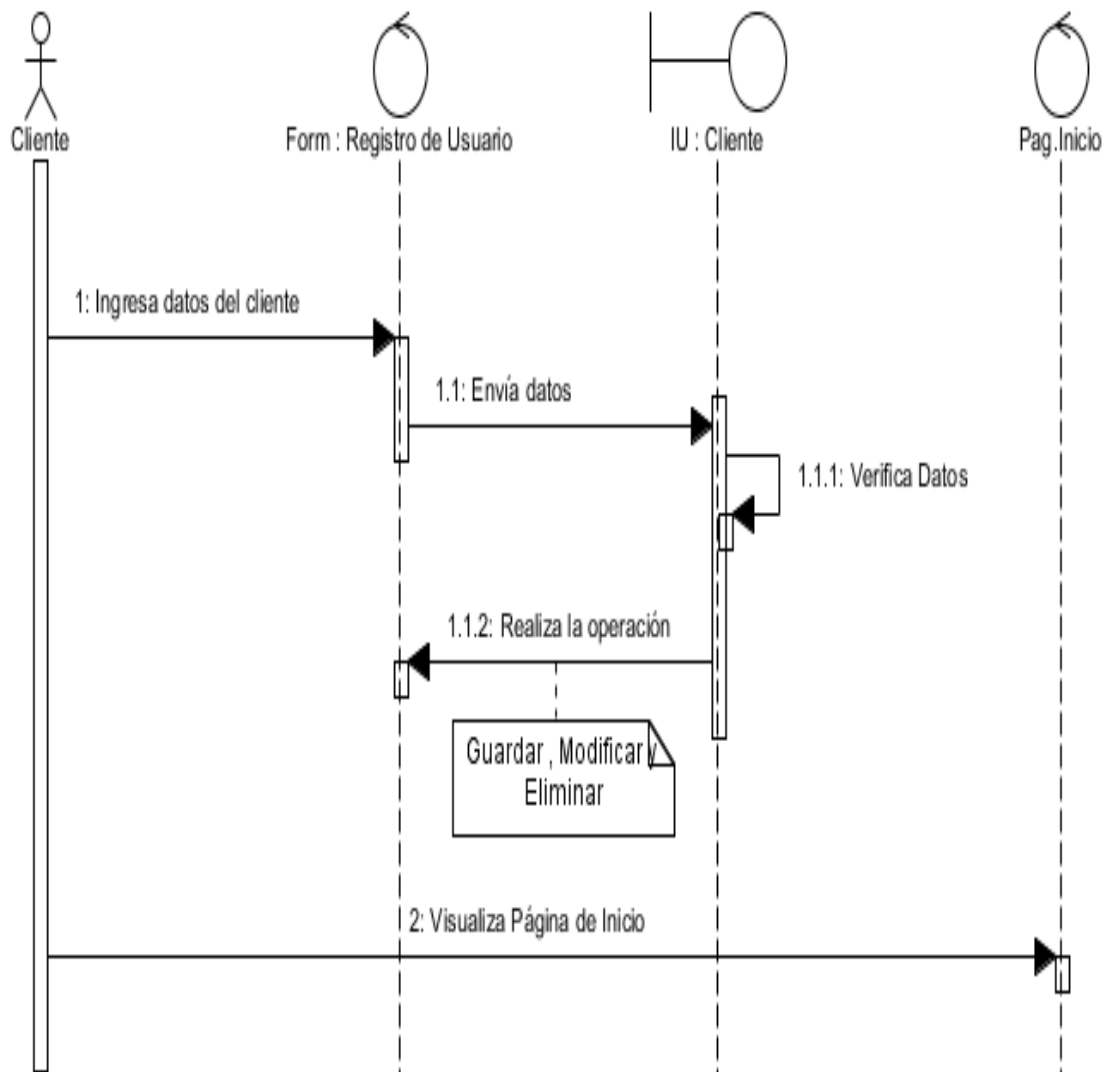 Cliente
Form : Registro de Usuario
IU : Cliente
Pag.Inicio
1: Ingresa datos del cliente
1.1: Envía datos
1.1.1: Verifica Datos
1.1.2: Realiza la operación
Guardar , Modificar y
Eliminar
2: Visualiza Página de Inicio